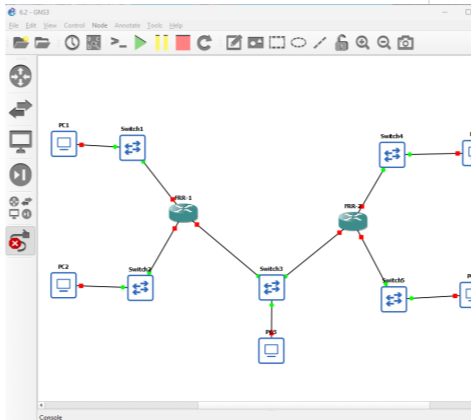 6.2 - GNS3
File Edit View Control Node Annotate Tools Help
PC1
Switch1
Switch4
FRR-1
FRR-2
PC2
Switch2
Switch3
Switch5
Console